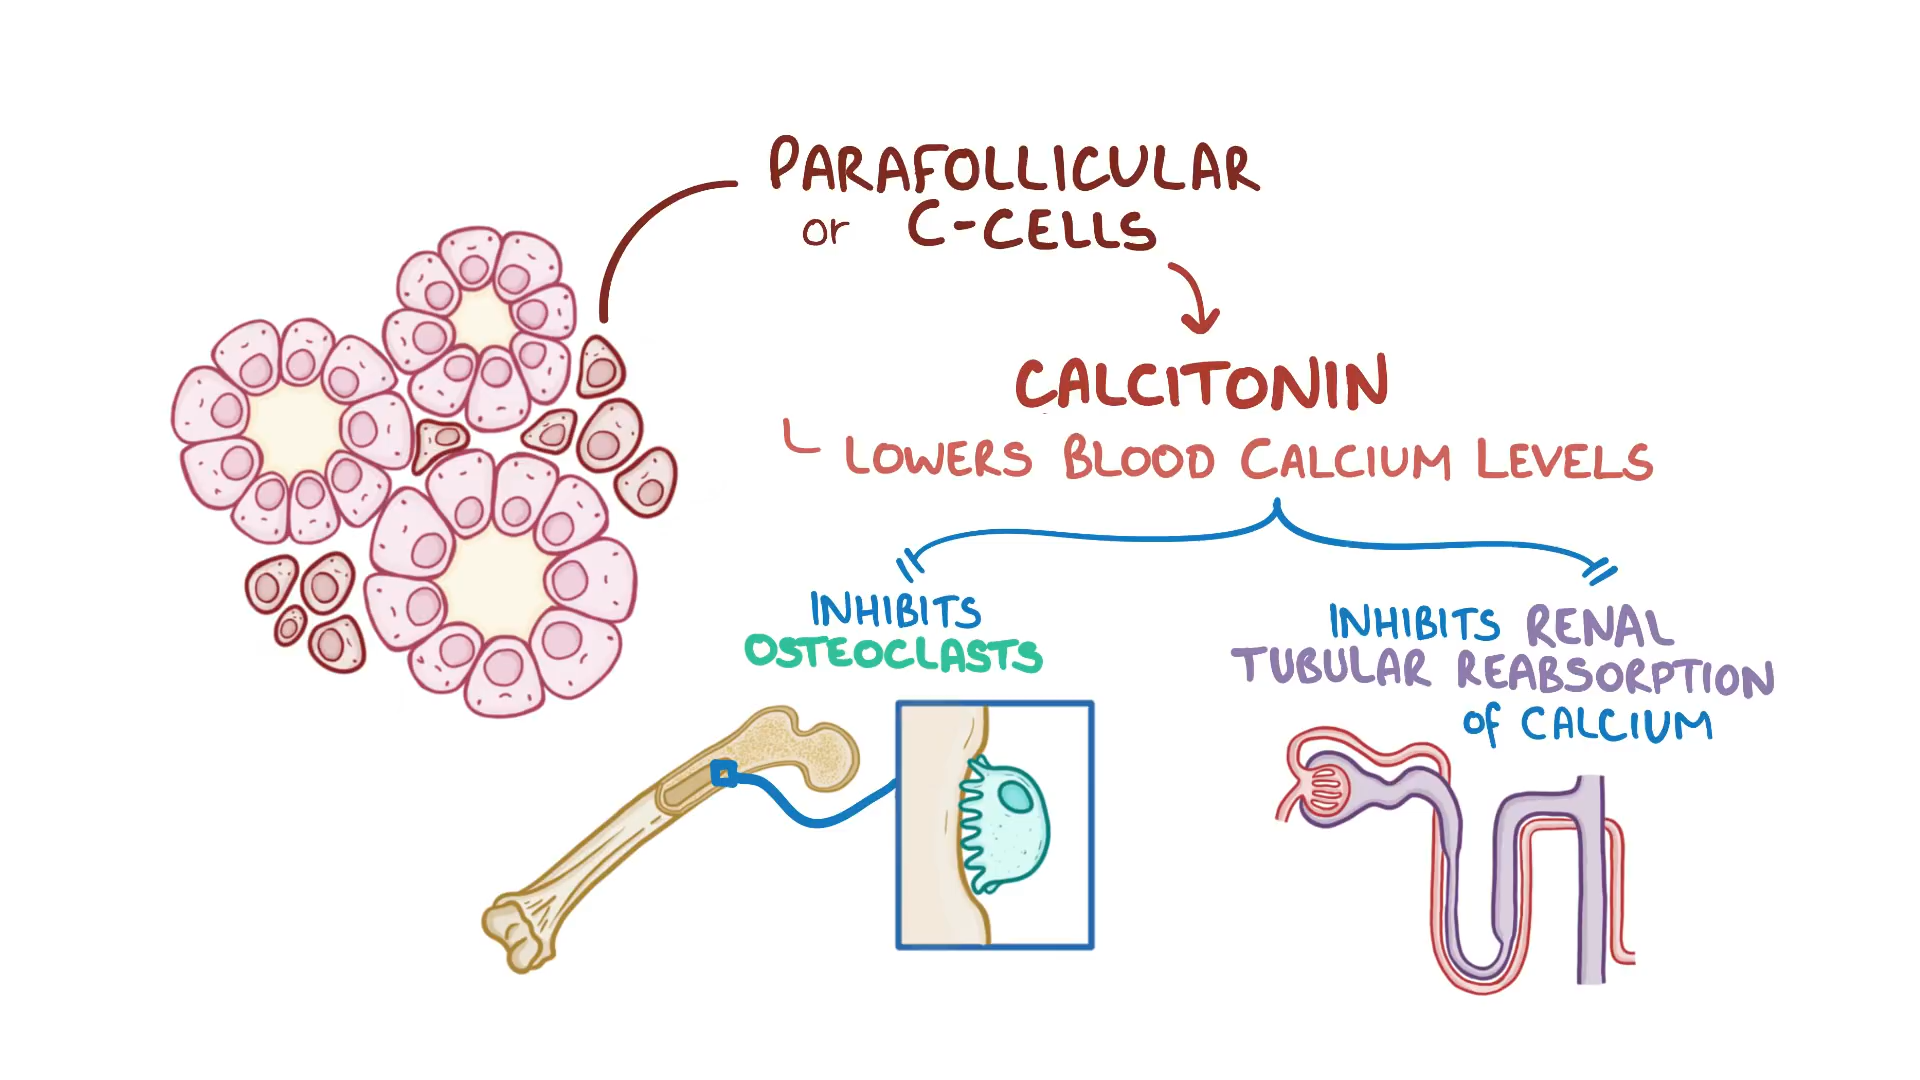 PARAFOLLICULAR
or C-CELLS
CALCITONIN
LOWERS BLOOD CALCIUM LEVELS
INHIBITS
OSTEOCLASTS
INHIBITS RENAL
TUBULAR REABSORPTION
of CALCIUM